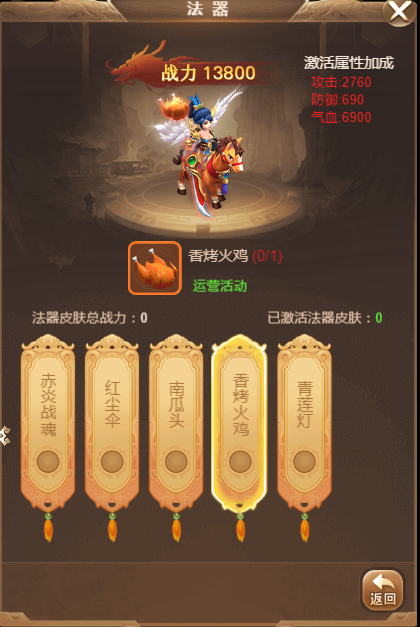 法器
战力 13800
激活属性加成
攻击:2760
防御:690
气血:6900
香烤火鸡 (0/1)
运营活动
法器皮肤总战力：0
已激活法器皮肤：0
赤炎战魂
红尘伞
南瓜头
香烤火鸡
青莲灯
返回